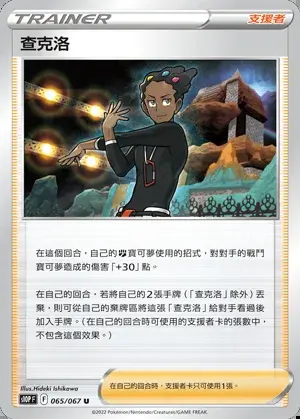 TRAINER 支援者
查克洛
在這個回合,自己的寶可夢使用的招式,對對手的戰鬥
寶可夢造成的傷害「+30」點。
在自己的回合,若將自己的2張手牌(「查克洛」除外)丟
棄,則可從自己的棄牌區將這張「查克洛」給對手看過後
加入手牌。(在自己的回合時可使用的支援者卡的張數中,
不包含這個效果。)
Illus.Hideki Ishikawa
在自己的回合時,支援者卡只可使用1張。
S10P F F 065/067 U
©2022 Pokémon/Nintendo/Creatures/GAME FREAK.